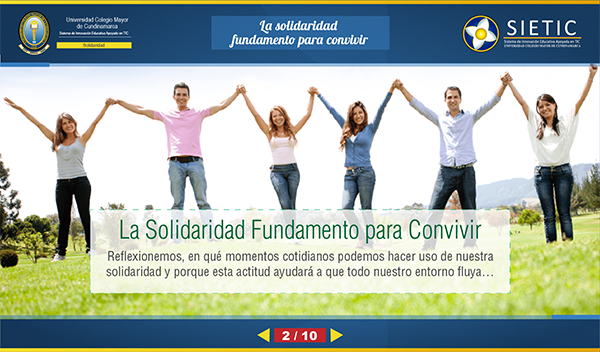 Universidad Colegio Mayor
de Cundinamarca
Sistema de Innovación Educativa Apoyada en TIC
Solidaridad
La solidaridad
fundamento para convivir
SIETIC
Sistema de Innovación Educativa Apoyada en TIC
UNIVERSIDAD COLEGIO MAYOR DE CUNDINAMARCA
La Solidaridad Fundamento para Convivir
Reflexionemos, en qué momentos cotidianos podemos hacer uso de nuestra
solidaridad y porque esta actitud ayudará a que todo nuestro entorno fluya…
2 / 10